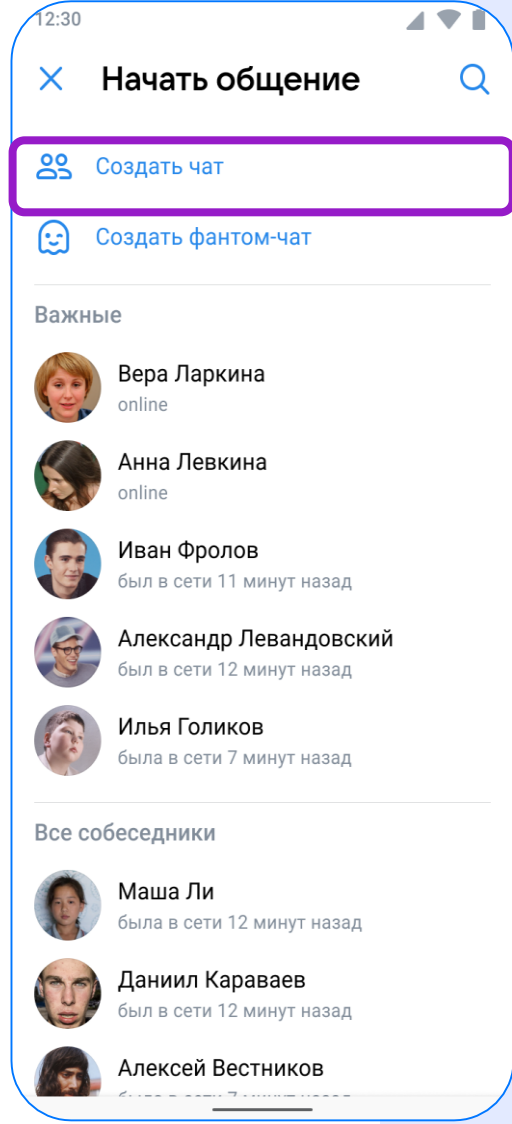 12:30
Начать общение
Создать чат
Создать фантом-чат
Важные
Вера Ларкина
online
Анна Левкина
online
Иван Фролов
был в сети 11 минут назад
Александр Левандовский
был в сети 12 минут назад
Илья Голиков
была в сети 7 минут назад
Все собеседники
Маша Ли
была в сети 12 минут назад
Даниил Караваев
был в сети 12 минут назад
Алексей Вестников